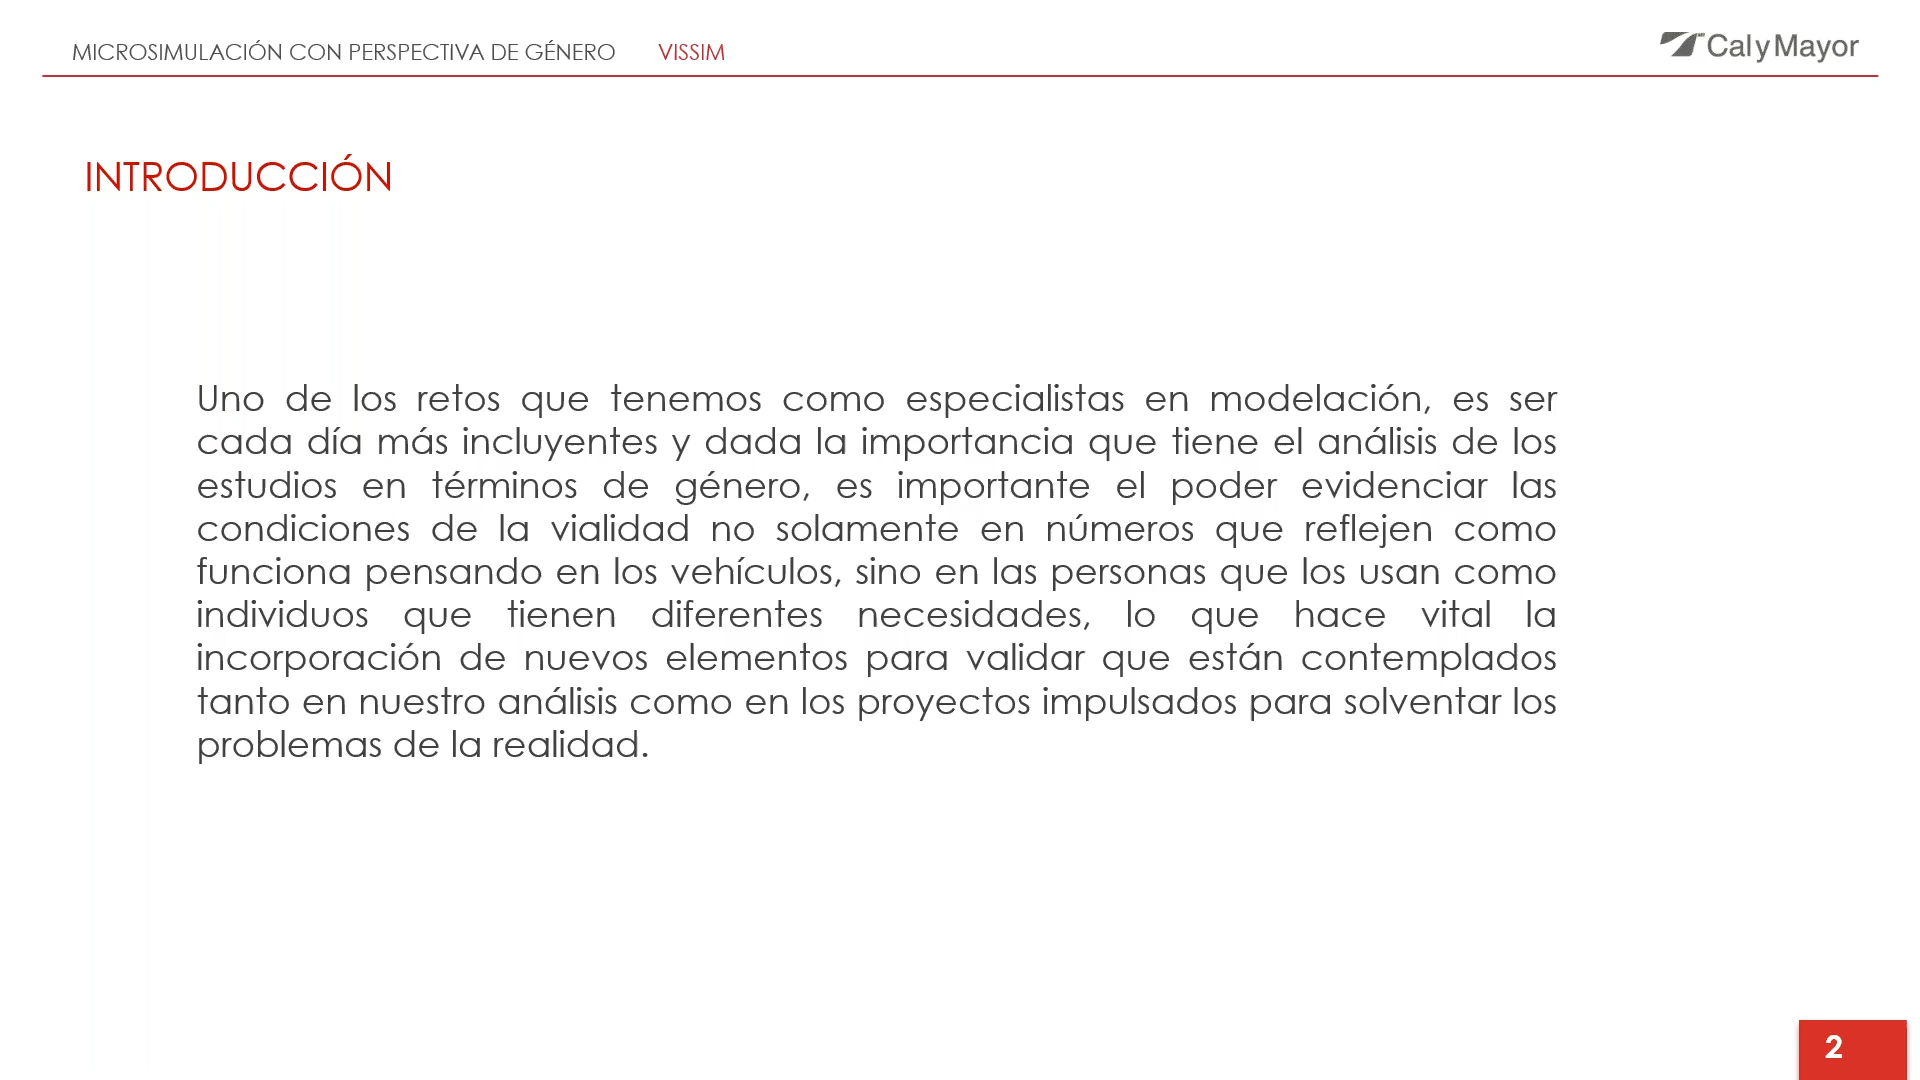 MICROSIMULACIÓN CON PERSPECTIVA DE GÉNERO VISSIM
CalyMayor
INTRODUCCIÓN
Uno de los retos que tenemos como especialistas en modelación, es ser
cada día más incluyentes y dada la importancia que tiene el análisis de los
estudios en términos de género, es importante el poder evidenciar las
condiciones de la vialidad no solamente en números que reflejen como
funciona pensando en los vehículos, sino en las personas que los usan como
individuos que tienen diferentes necesidades, lo que hace vital la
incorporación de nuevos elementos para validar que están contemplados
tanto en nuestro análisis como en los proyectos impulsados para solventar los
problemas de la realidad.
2